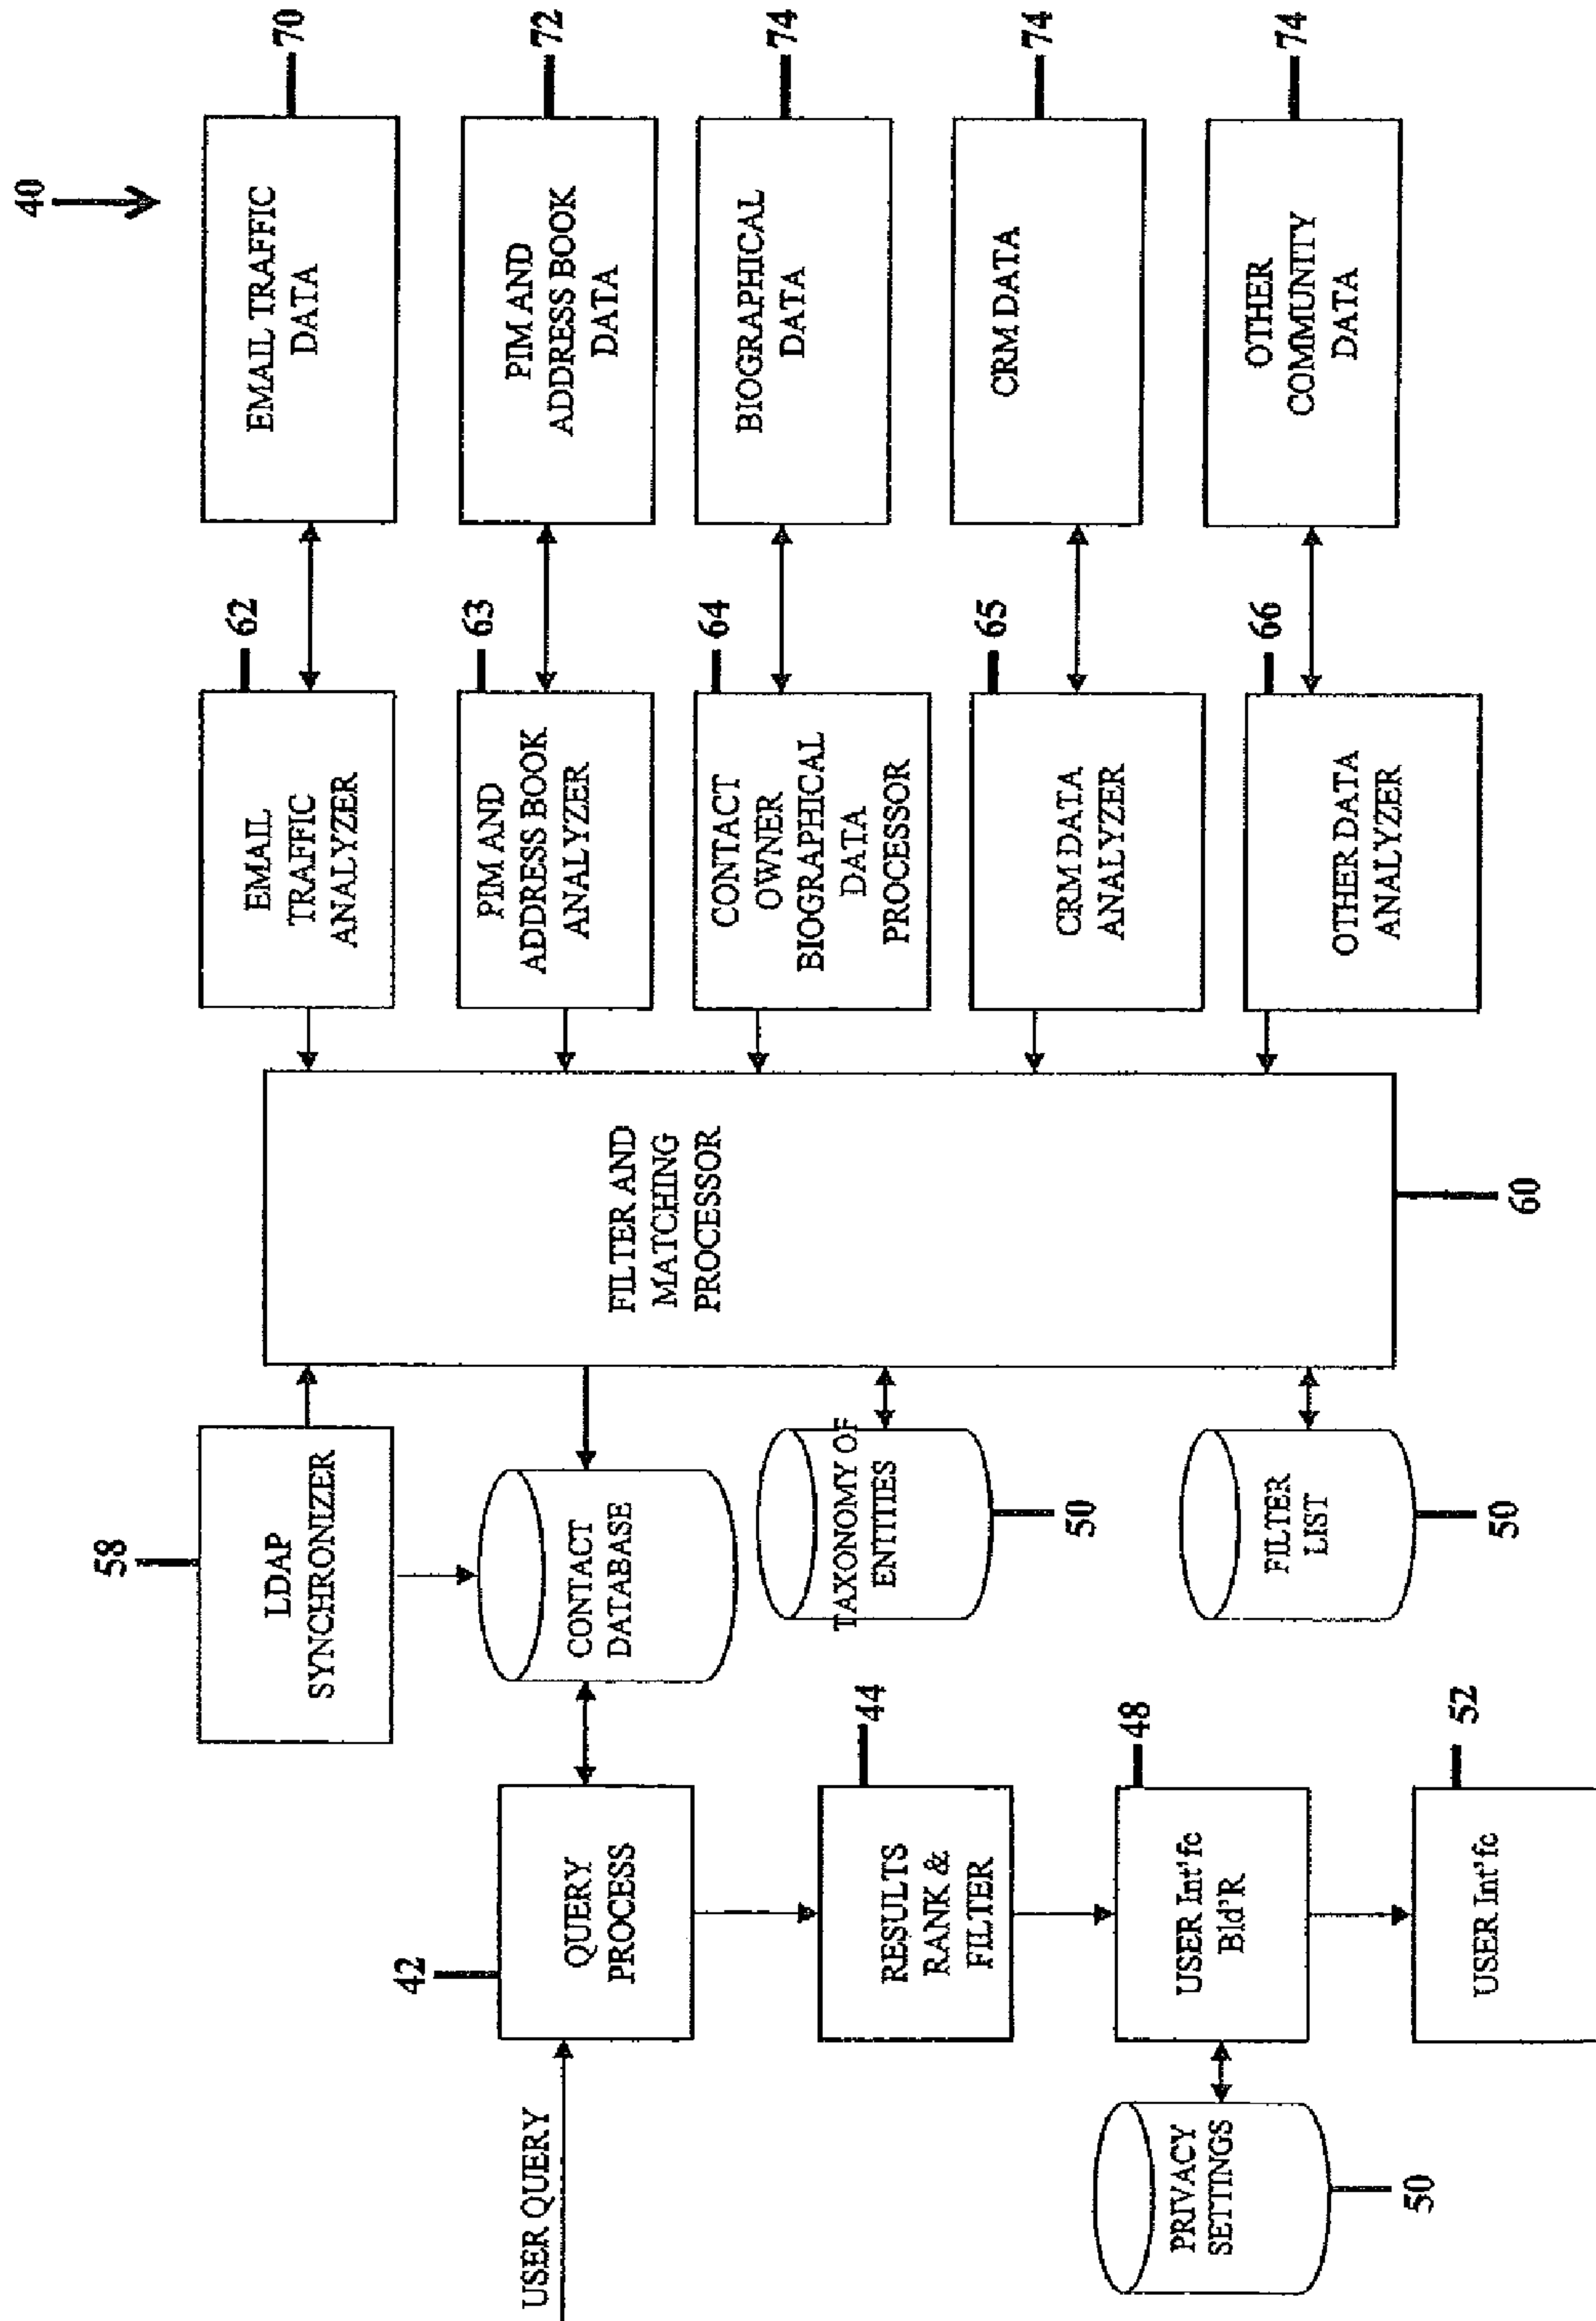 40
EMAIL TRAFFIC
DATA
70
PIM AND
ADDRESS BOOK
DATA
72
BIOGRAPHICAL
DATA
74
CRM DATA
74
OTHER
COMMUNITY
DATA
74
EMAIL
TRAFFIC
ANALYZER
62
PIM AND
ADDRESS BOOK
ANALYZER
63
CONTACT
OWNER
BIOGRAPHICAL
DATA
PROCESSOR
64
CRM DATA
ANALYZER
65
OTHER DATA
ANALYZER
66
FILTER AND
MATCHING
PROCESSOR
60
58
LDAP
SYNCHRONIZER
CONTACT
DATABASE
TAXONOMY OF
ENTITIES
50
FILTER
LIST
50
USER QUERY
42
QUERY
PROCESS
RESULTS
RANK &
FILTER
44
USER Int'fc
Bld'R
48
USER Int'fc
52
PRIVACY
SETTINGS
50